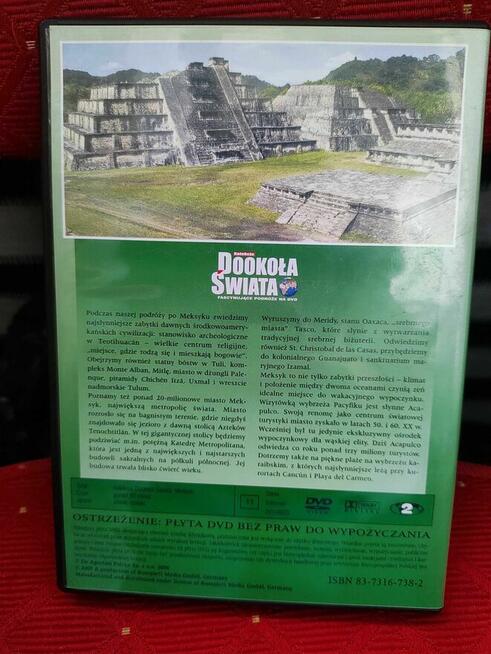 DOOKOŁA
ŚWIATA
FASCYNUJĄCE PODRÓŻE NA DVD
Podczas naszej podróży po Meksyku zwiedzimy
najsłynniejsze zabytki dawnych środkowoamery-
kańskich cywilizacji: stanowisko archeologiczne
w Teotihuacán – wielkie centrum religijne,
„miejsce, gdzie rodzą się i mieszkają bogowie".
Obejrzymy również stany bóstw w Tuli, kom-
pleks Monte Alban, Mitlę, miasto w dżungli Pale-
nque, piramidy Chichén Itzá, Uxmal i wreszcie
nadmorskie Tulum.
Poznamy też ponad 20-milionowe miasto Mek-
syk, największą metropolię świata. Miasto
rozrosło się na bagnistym terenie, gdzie niegdyś
znajdowało się jezioro z dawną stolicą Azteków
Tenochtitlán. W tej gigantycznej stolicy będziemy
podziwiać m.in. potężną Katedrę Metropolitana,
która jest jedną z największych i najstarszych
budowli sakralnych na półkuli północnej. Jej
budowa trwała blisko ćwierć wieku.
Wyruszymy do Meridy, stanu Oaxaca, „srebrnego
miasta" Tasco, które słynie z wytwarzania
tradycyjnej srebrnej biżuterii. Odwiedzimy
również St. Christobal de las Casas, przybędziemy
do kolonialnego Guanajuato i sanktuarium ma-
ryjnego Izamal.
Meksyk to nie tylko zabytki przeszłości – klimat
i położenie między dwoma oceanami czynią zeń
idealne miejsce do wakacyjnego wypoczynku.
Wizytówką wybrzeża Pacyfiku jest słynne Aca-
pulco. Swoją renomę jako centrum światowej
turystyki miasto zyskało w latach 50. i 60. XX w.
Wcześniej był tu jedynie ekskluzywny ośrodek
wypoczynkowy dla wąskiej elity. Dziś Acapulco
odwiedza co roku ponad trzy miliony turystów.
Dotrzemy także na piękne plaże na wybrzeżu ka-
raibskim, z których najsłynniejsze leżą przy ku-
rortach Cancún i Playa del Carmen.
DVD
VIDEO
DOLBY
2
OSTRZEŻENIE: PŁYTA DVD BEZ PRAW DO WYPOŻYCZANIA
ISBN 83-7316-738-2